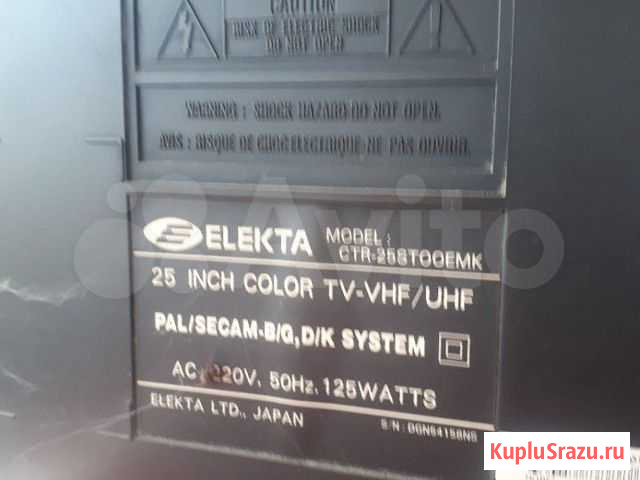 CAUTION
RISK OF ELECTRIC SHOCK
DO NOT OPEN
WARNING : SHOCK HAZARD-DO NOT OPEN.
AVIS : RISQUE DE CHOC ELECTRIQUE-NE PAS OUVRIR.
Avito
ELEKTA MODEL :
CTR-25ST00EMK
25 INCH COLOR TV-VHF/UHF
PAL/SECAM-B/G, D/K SYSTEM
AC 220V. 50Hz. 125WATTS
ELEKTA LTD., JAPAN
S/N:
KupluSrazu.ru